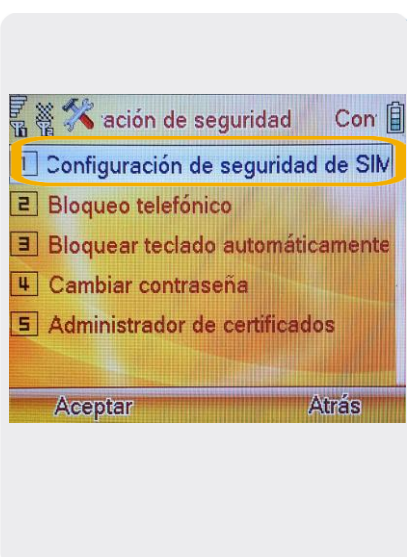 ación de seguridad Con
1 Configuración de seguridad de SIM
2 Bloqueo telefónico
3 Bloquear teclado automáticamente
4 Cambiar contraseña
5 Administrador de certificados
Aceptar Atrás